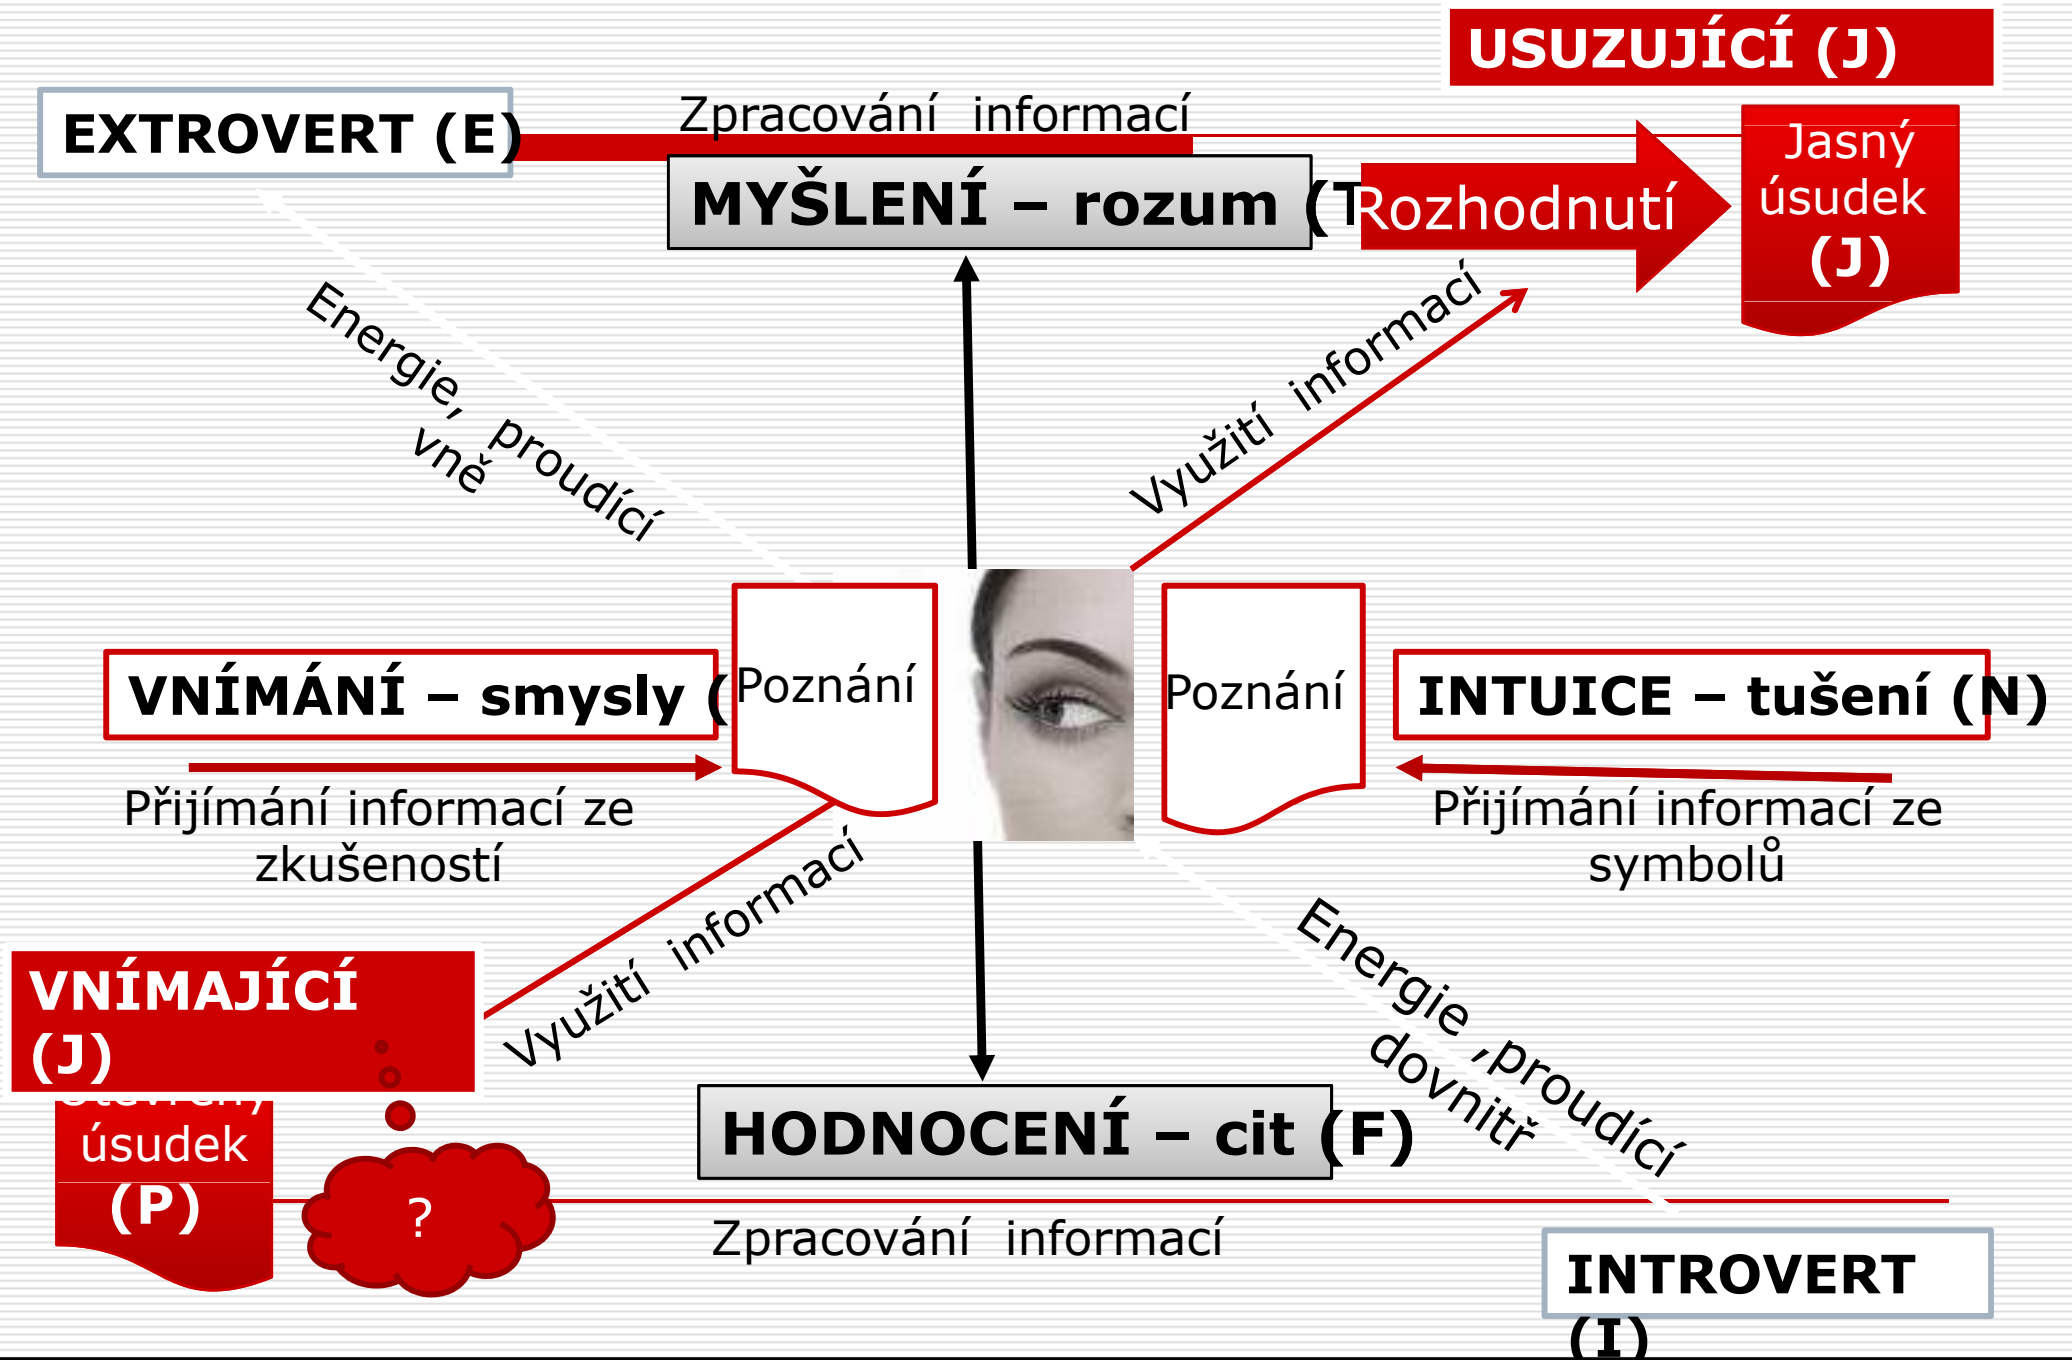 USUZUJÍCÍ (J)
EXTROVERT (E)
Zpracování informací
Jasný
úsudek
(J)
MYŠLENÍ – rozum (T
Rozhodnutí
Energie, proudící
vně
Využití informací
VNÍMÁNÍ – smysly (
Poznání
Poznání
INTUICE – tušení (N)
Přijímání informací ze
zkušeností
Přijímání informací ze
symbolů
Využití informací
Energie ,proudící
dovnitř
VNÍMAJÍCÍ
(J)
úsudek
(P)
?
HODNOCENÍ – cit (F)
Zpracování informací
INTROVERT
(I)